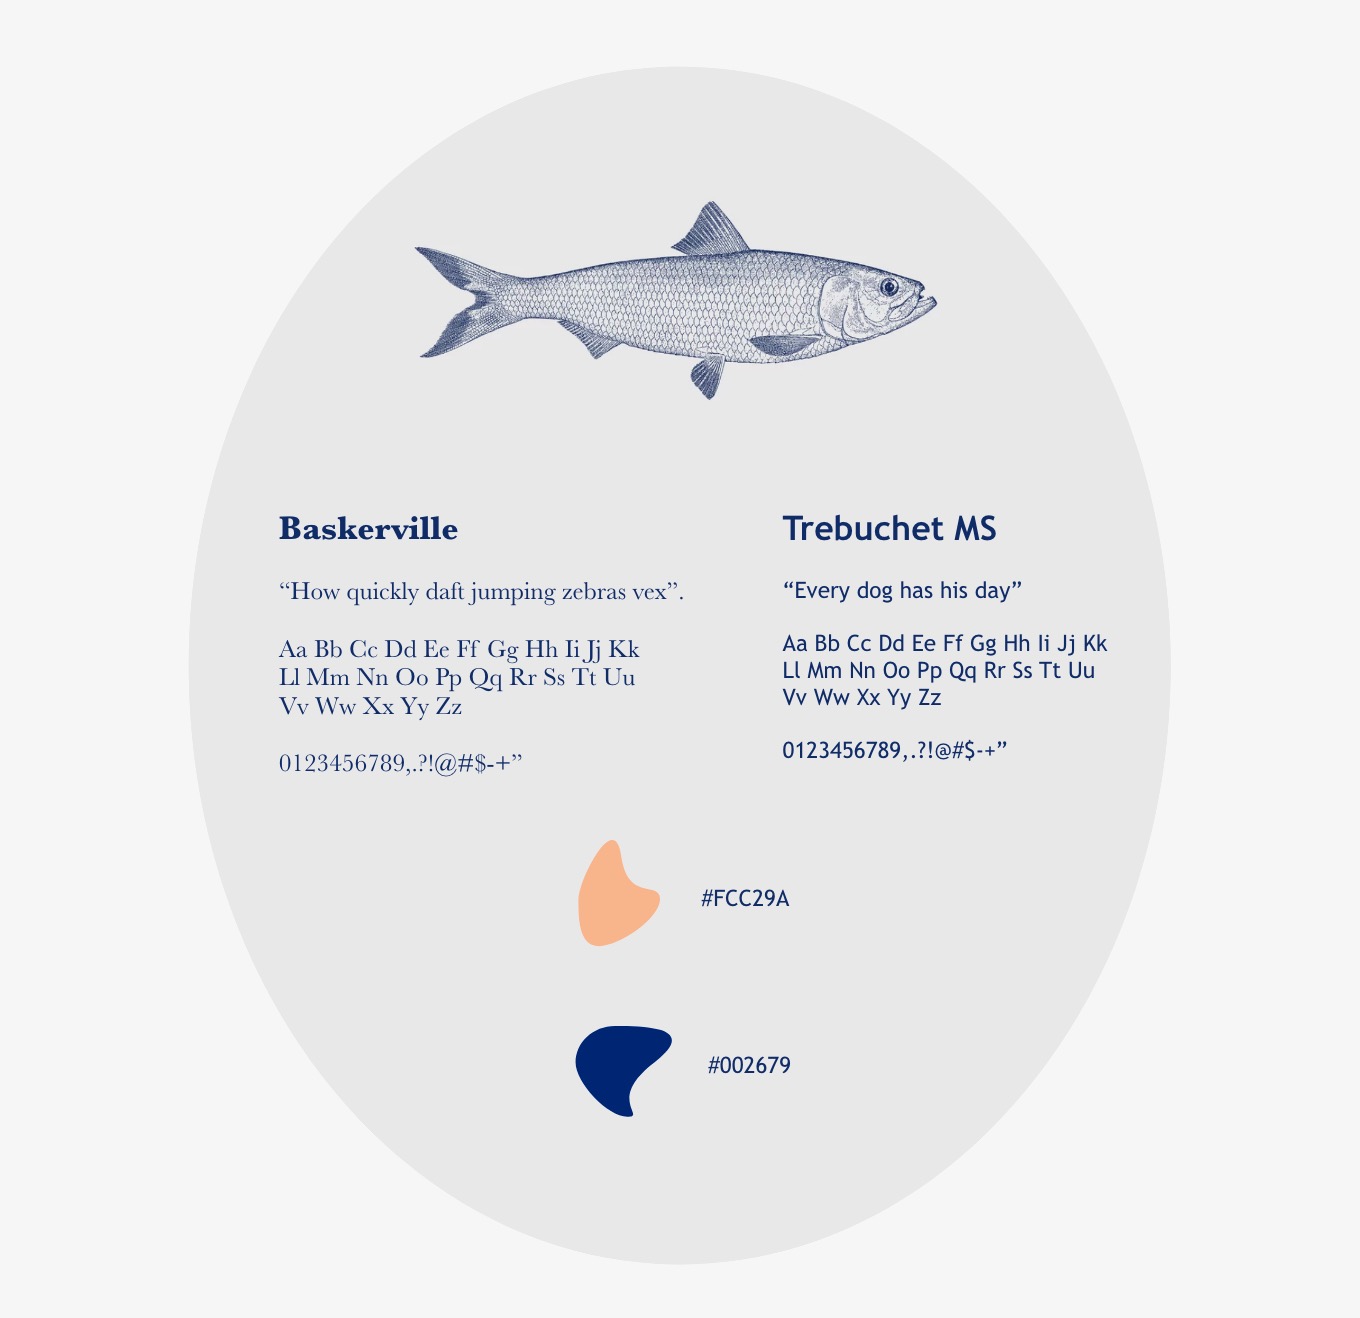 Baskerville
“How quickly daft jumping zebras vex”.
Aa Bb Cc Dd Ee Ff Gg Hh Ii Jj Kk
Ll Mm Nn Oo Pp Qq Rr Ss Tt Uu
Vv Ww Xx Yy Zz
0123456789,.?!@#$-+”
Trebuchet MS
“Every dog has his day”
Aa Bb Cc Dd Ee Ff Gg Hh Ii Jj Kk
Ll Mm Nn Oo Pp Qq Rr Ss Tt Uu
Vv Ww Xx Yy Zz
0123456789,.?!@#$-+”
#FCC29A
#002679